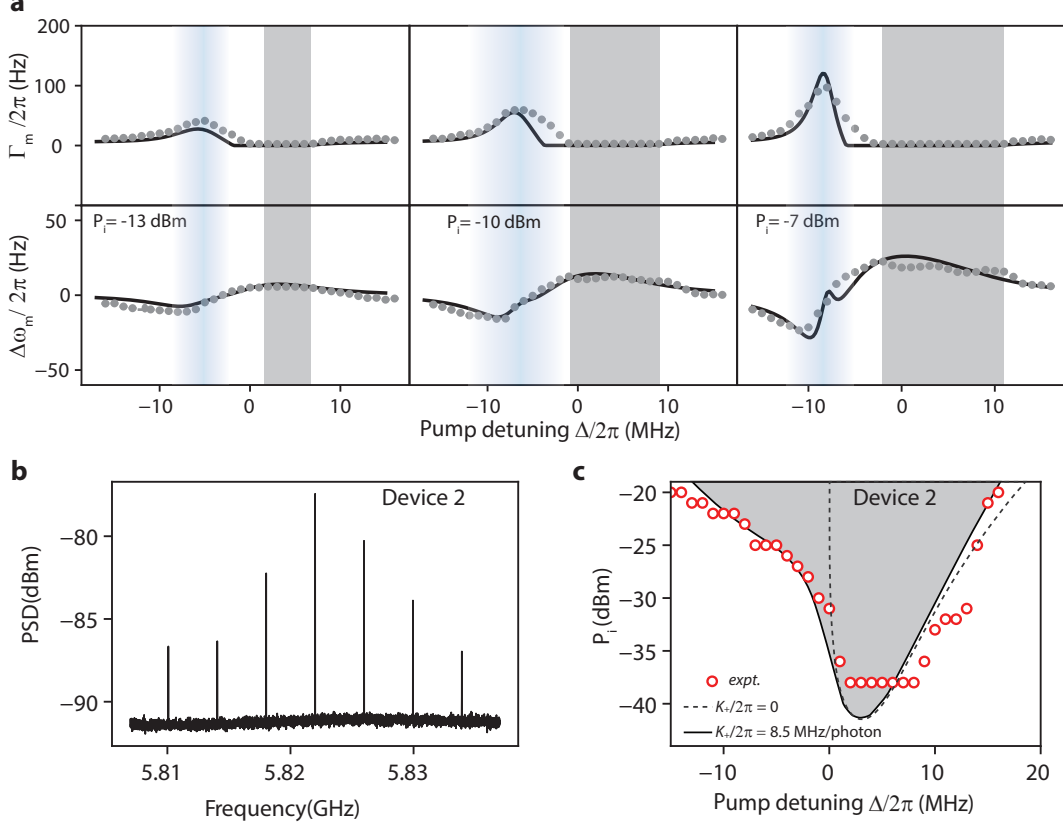 a
200
100
0
Γm /2π (Hz)
Pi= -13 dBm
Pi= -10 dBm
Pi= -7 dBm
50
0
−50
Δωm/ 2π (Hz)
−10 0 10 −10 0 10 −10 0 10
Pump detuning Δ/2π (MHz)
b
Device 2
−80
−85
−90
PSD(dBm)
5.81 5.82 5.83
Frequency(GHz)
c
Device 2
−20
−25
−30
−35
−40
Pi (dBm)
expt.
K+/2π = 0
K+/2π = 8.5 MHz/photon
−10 0 10 20
Pump detuning Δ/2π (MHz)